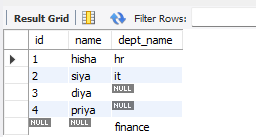 Result Grid Filter Rows:
id name dept_name
1 hisha hr
2 siya it
3 diya NULL
4 priya NULL
NULL NULL finance